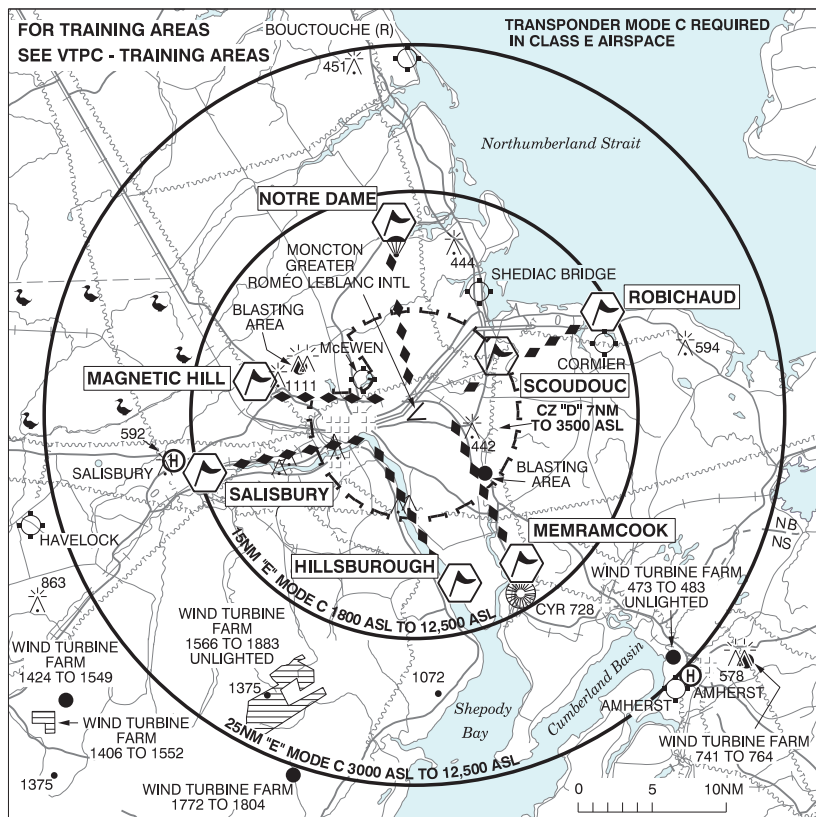 FOR TRAINING AREAS
SEE VTPC - TRAINING AREAS
BOUCTOUCHE (R)
451
TRANSPONDER MODE C REQUIRED
IN CLASS E AIRSPACE
Northumberland Strait
NOTRE DAME
MONCTON
GREATER
ROMÉO LEBLANC INTL
444
SHEDIAC BRIDGE
ROBICHAUD
BLASTING
AREA
McEWEN
CORMIER
594
MAGNETIC HILL
1111
SCOUDOUC
CZ "D" 7NM
TO 3500 ASL
592
442
SALISBURY
BLASTING
AREA
SALISBURY
MEMRAMCOOK
HAVELOCK
NB
NS
HILLSBUROUGH
WIND TURBINE
FARM
473 TO 483
UNLIGHTED
15NM "E" MODE C 1800 ASL TO 12,500 ASL
863
CYR 728
WIND TURBINE
FARM
1566 TO 1883
UNLIGHTED
WIND TURBINE
FARM
1424 TO 1549
1375
1072
578
AMHERST
AMHERST
Cumberland Basin
Shepody
Bay
WIND TURBINE
FARM
1406 TO 1552
WIND TURBINE FARM
741 TO 764
25NM "E" MODE C 3000 ASL TO 12,500 ASL
1375
WIND TURBINE FARM
1772 TO 1804
0 5 10NM
H
H